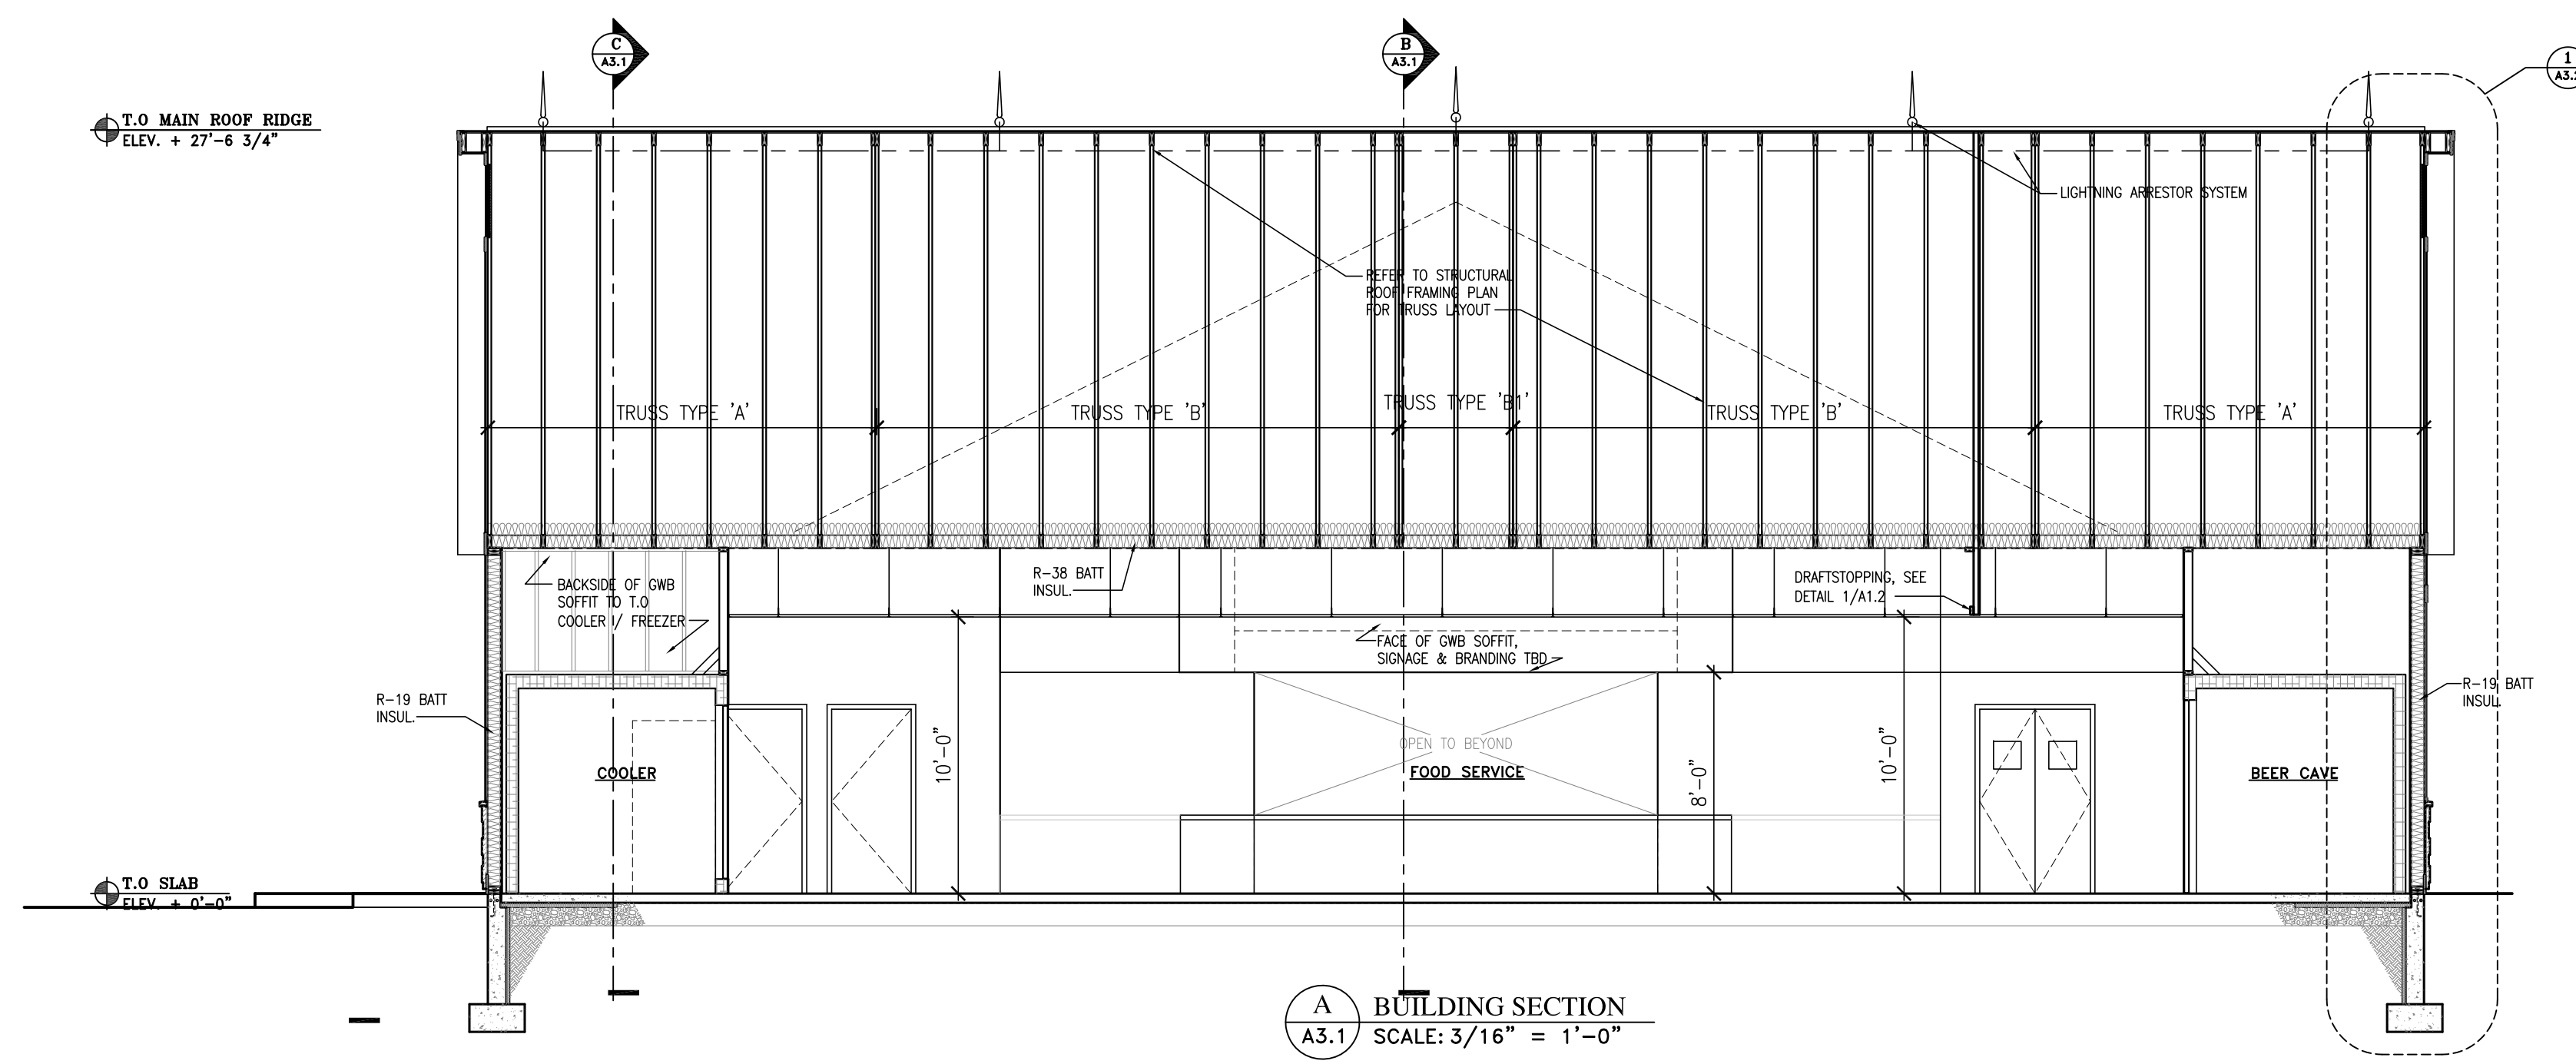 C
A3.1
B
A3.1
1
T.O MAIN ROOF RIDGE
ELEV. + 27'-6 3/4"
LIGHTNING ARRESTOR SYSTEM
REFER TO STRUCTURAL
ROOF FRAMING PLAN
FOR TRUSS LAYOUT
TRUSS TYPE 'A'
TRUSS TYPE 'B'
TRUSS TYPE 'B1'
TRUSS TYPE 'B'
TRUSS TYPE 'A'
BACKSIDE OF GWB
SOFFIT TO T.O
COOLER / FREEZER
R-38 BATT
INSUL.
DRAFTSTOPPING, SEE
DETAIL 1/A1.2
FACE OF GWB SOFFIT,
SIGNAGE & BRANDING TBD
R-19 BATT
INSUL.
R-19 BATT
INSUL.
10'-0"
OPEN TO BEYOND
8'-0"
10'-0"
COOLER
FOOD SERVICE
BEER CAVE
T.O SLAB
ELEV. + 0'-0"
A
A3.1
BUILDING SECTION
SCALE: 3/16" = 1'-0"